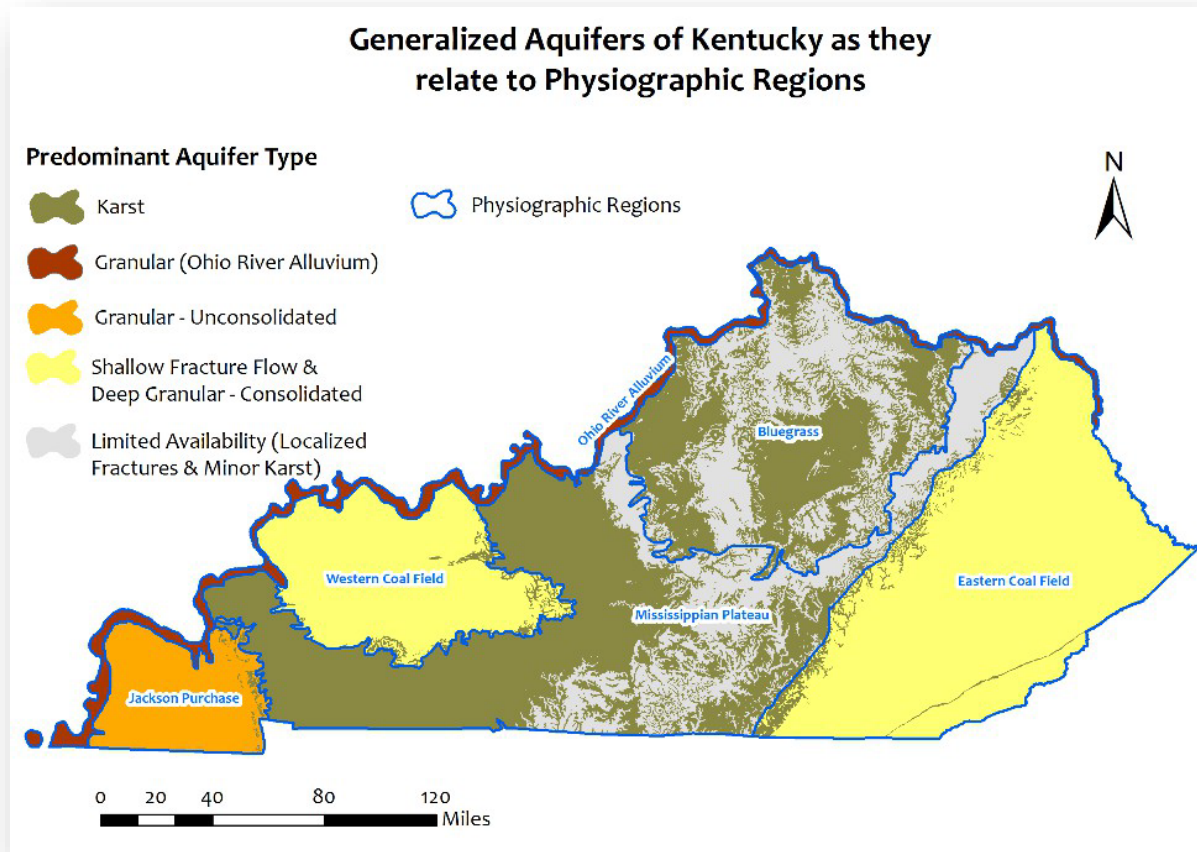 Generalized Aquifers of Kentucky as they
relate to Physiographic Regions
Predominant Aquifer Type
Karst
Physiographic Regions
Granular (Ohio River Alluvium)
Granular - Unconsolidated
Shallow Fracture Flow &
Deep Granular - Consolidated
Limited Availability (Localized
Fractures & Minor Karst)
N
Ohio River Alluvium
Bluegrass
Western Coal Field
Eastern Coal Field
Mississippian Plateau
Jackson Purchase
0 20 40 80 120
Miles